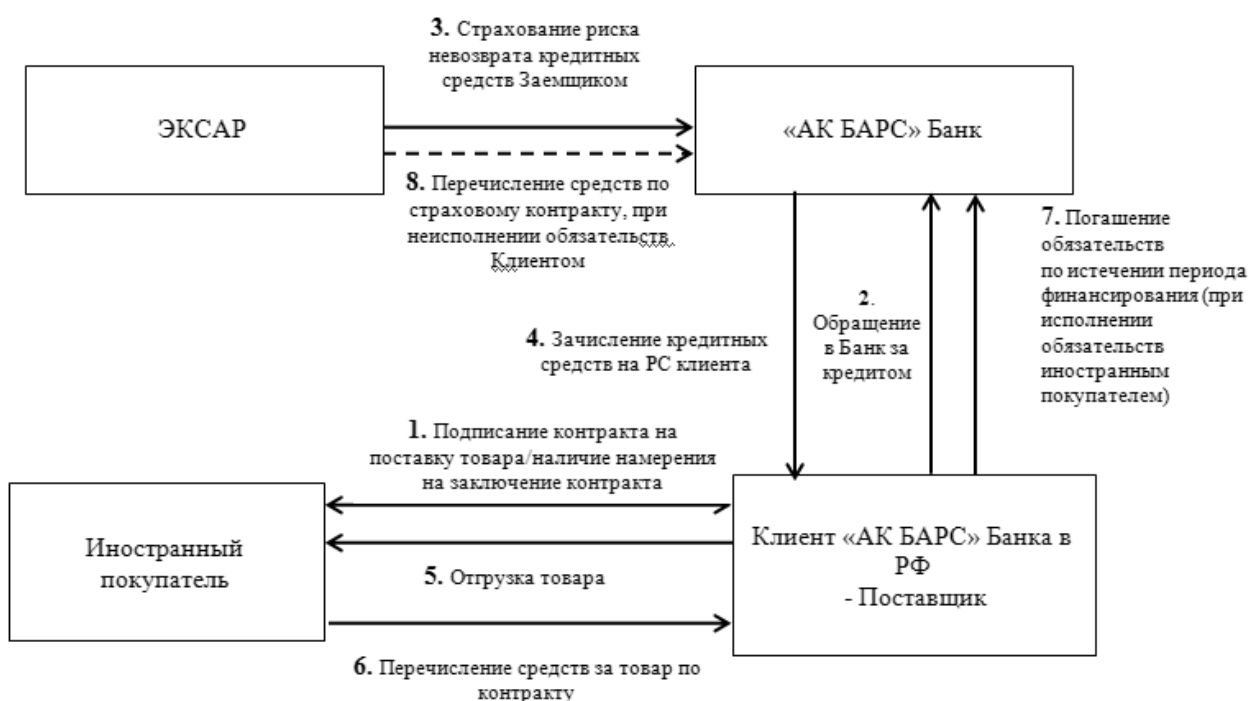 3. Страхование риска
невозврата кредитных
средств Заемщиком
ЭКСАР
«АК БАРС» Банк
8. Перечисление средств по
страховому контракту, при
неисполнении обязательств
Клиентом
7. Погашение
обязательств
по истечении периода
финансирования (при
исполнении
обязательств
иностранным
покупателем)
2.
Обращение
в Банк за
кредитом
4. Зачисление кредитных
средств на РС клиента
1. Подписание контракта на
поставку товара/наличие намерения
на заключение контракта
Иностранный
покупатель
Клиент «АК БАРС» Банка в
РФ
- Поставщик
5. Отгрузка товара
6. Перечисление средств за товар по
контракту